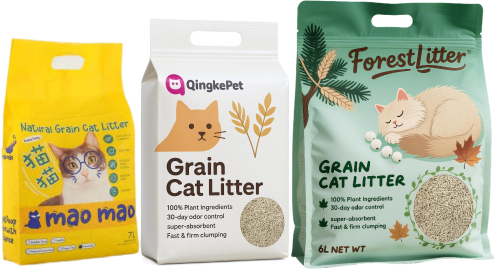 Natural Grain Cat Litter
猫
猫
mao mao
7L
QingkePet
Grain
Cat Litter
100% Plant Ingredients
30-day odor control
super-absorbent
Fast & firm clumping
Forest Litter
GRAIN
CAT LITTER
100% Plant Ingredients
30-day odor control
super-absorbent
Fast & firm clumping
6L NET WT